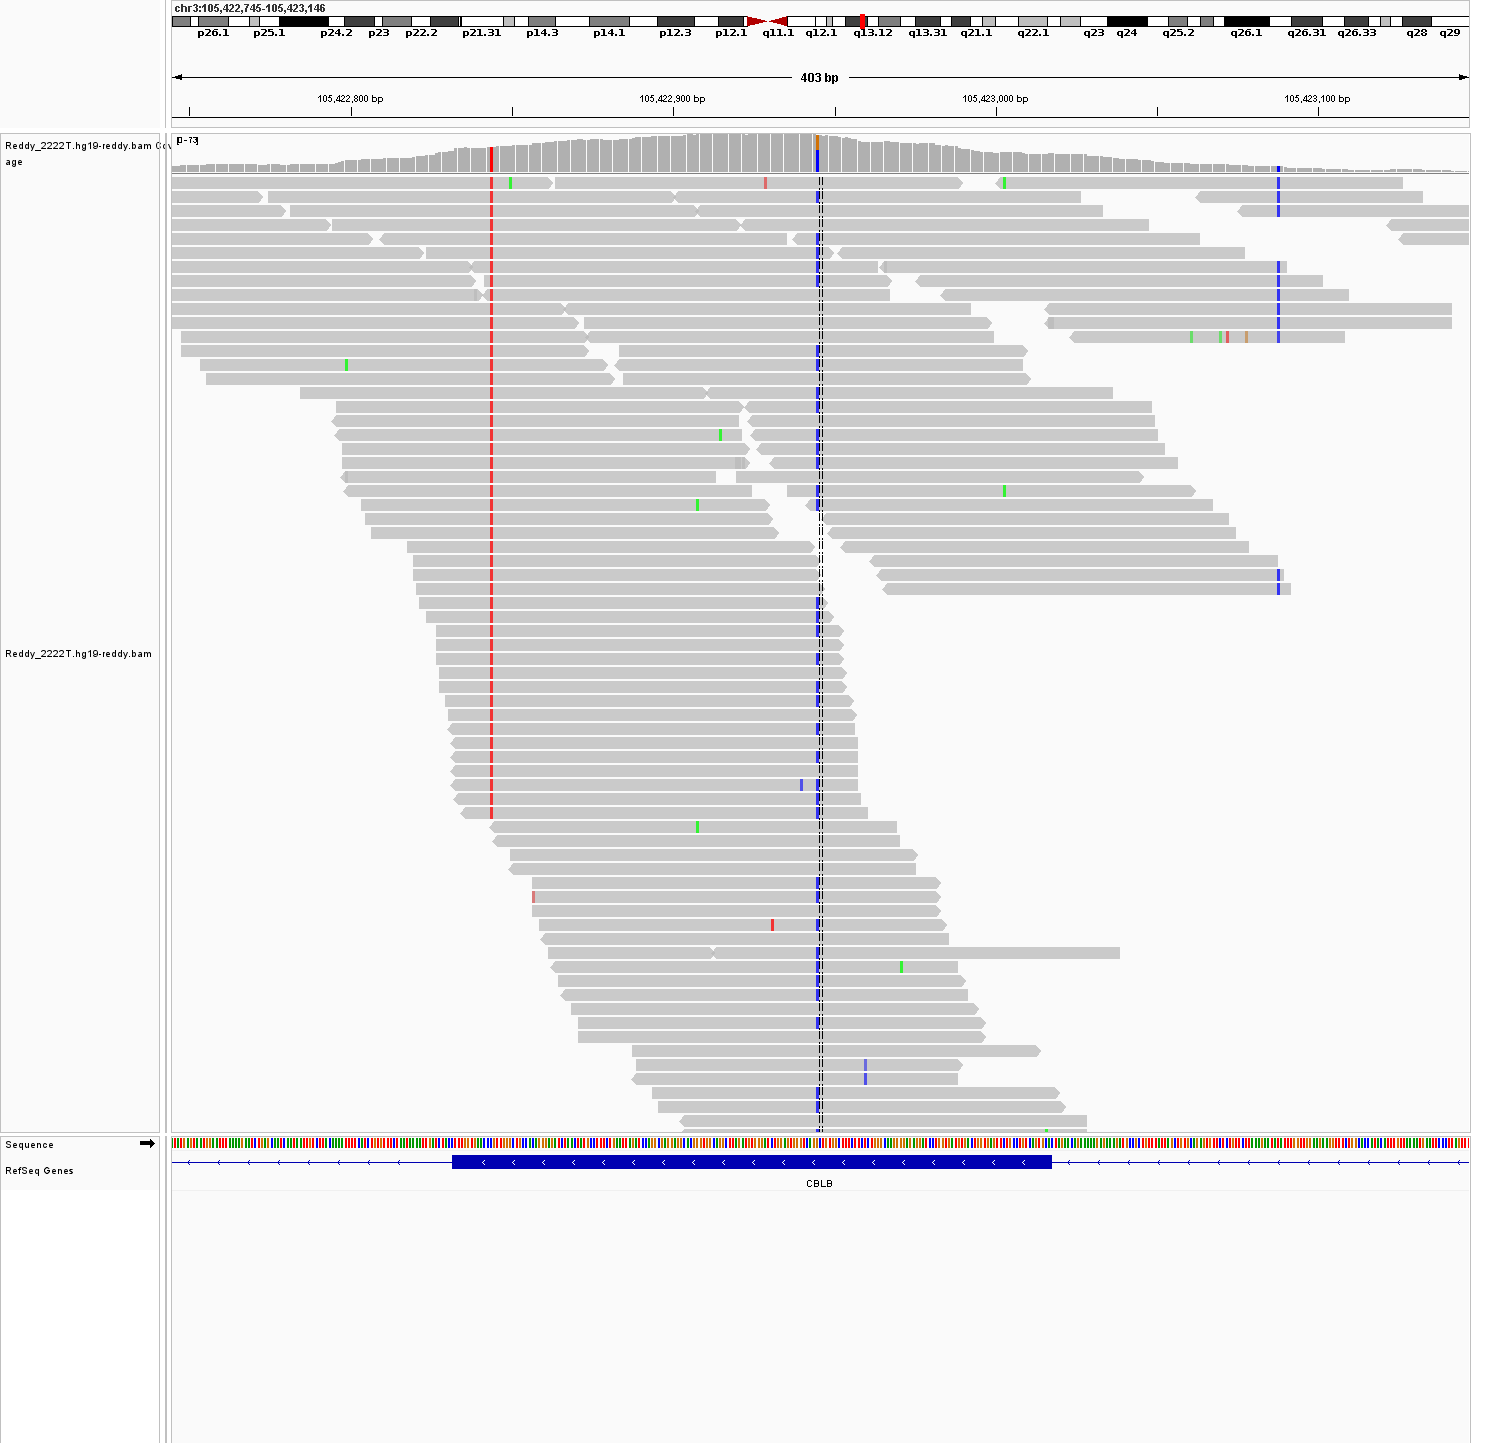 chr3:105,422,745-105,423,146
p26.1 p25.1 p24.2 p23 p22.2 p21.31 p14.3 p14.1 p12.3 p12.1 q11.1 q12.1 q13.12 q13.31 q21.1 q22.1 q23 q24 q25.2 q26.1 q26.31 q26.33 q28 q29
403 bp
105,422,800 bp 105,422,900 bp 105,423,000 bp 105,423,100 bp
[0-73]
Reddy_2222T.hg19-reddy.bam Cov
age
Reddy_2222T.hg19-reddy.bam
Sequence
RefSeq Genes
CBLB